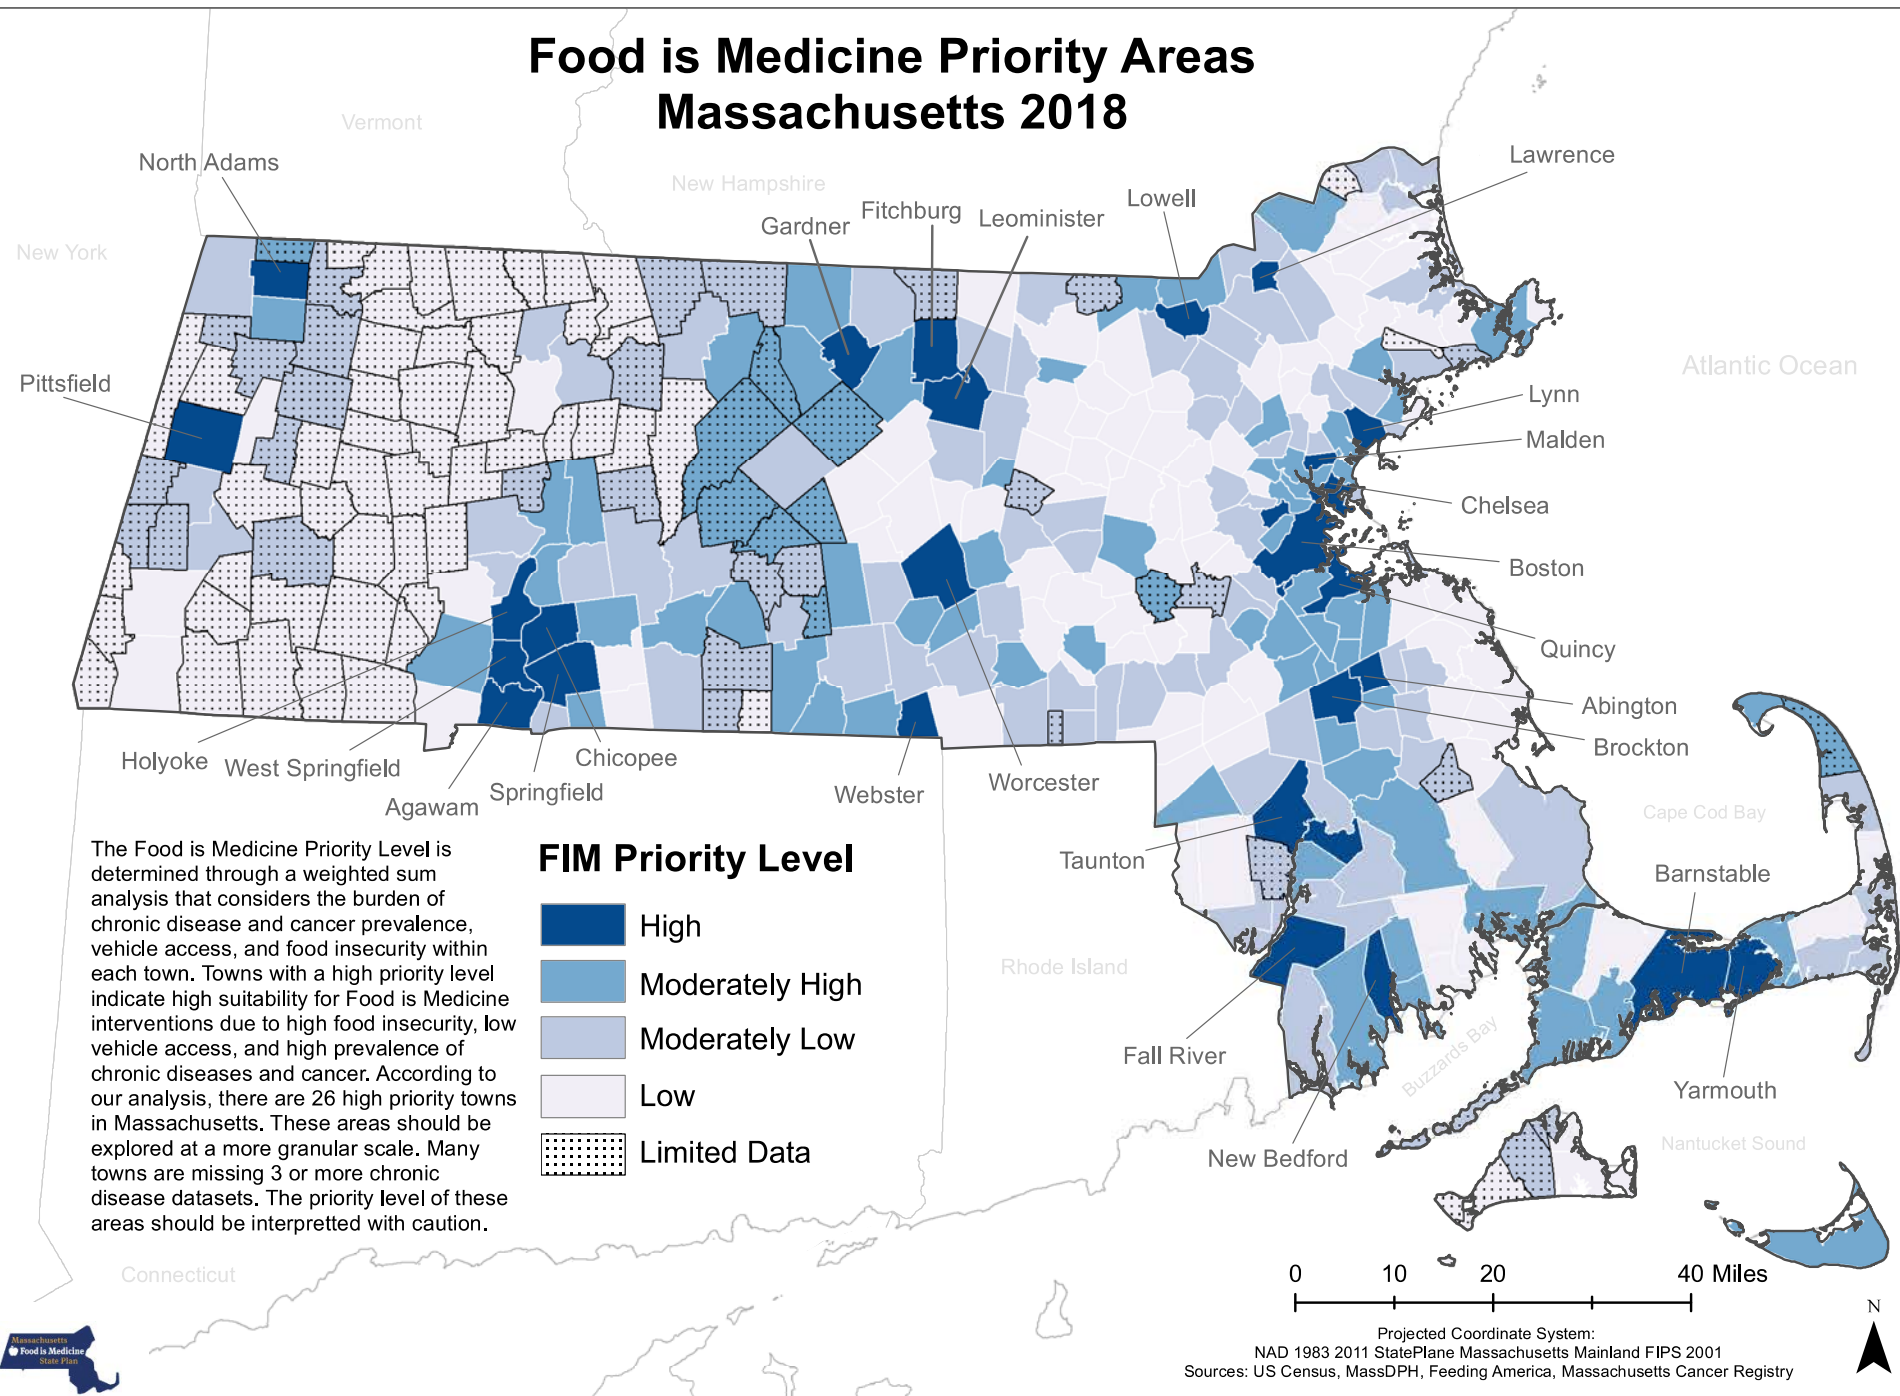 Food is Medicine Priority Areas
Massachusetts 2018
Vermont
North Adams
New Hampshire
Lawrence
Lowell
Fitchburg
Leominister
Gardner
New York
Atlantic Ocean
Pittsfield
Lynn
Malden
Chelsea
Boston
Quincy
Abington
Brockton
Holyoke
West Springfield
Chicopee
Agawam
Springfield
Webster
Worcester
Cape Cod Bay
Taunton
Barnstable
Rhode Island
Fall River
Buzzards Bay
Yarmouth
New Bedford
Nantucket Sound
The Food is Medicine Priority Level is
determined through a weighted sum
analysis that considers the burden of
chronic disease and cancer prevalence,
vehicle access, and food insecurity within
each town. Towns with a high priority level
indicate high suitability for Food is Medicine
interventions due to high food insecurity, low
vehicle access, and high prevalence of
chronic diseases and cancer. According to
our analysis, there are 26 high priority towns
in Massachusetts. These areas should be
explored at a more granular scale. Many
towns are missing 3 or more chronic
disease datasets. The priority level of these
areas should be interpretted with caution.
FIM Priority Level
High
Moderately High
Moderately Low
Low
Limited Data
Connecticut
0 10 20 40 Miles
N
Projected Coordinate System:
NAD 1983 2011 StatePlane Massachusetts Mainland FIPS 2001
Sources: US Census, MassDPH, Feeding America, Massachusetts Cancer Registry
Massachusetts
Food is Medicine
State Plan